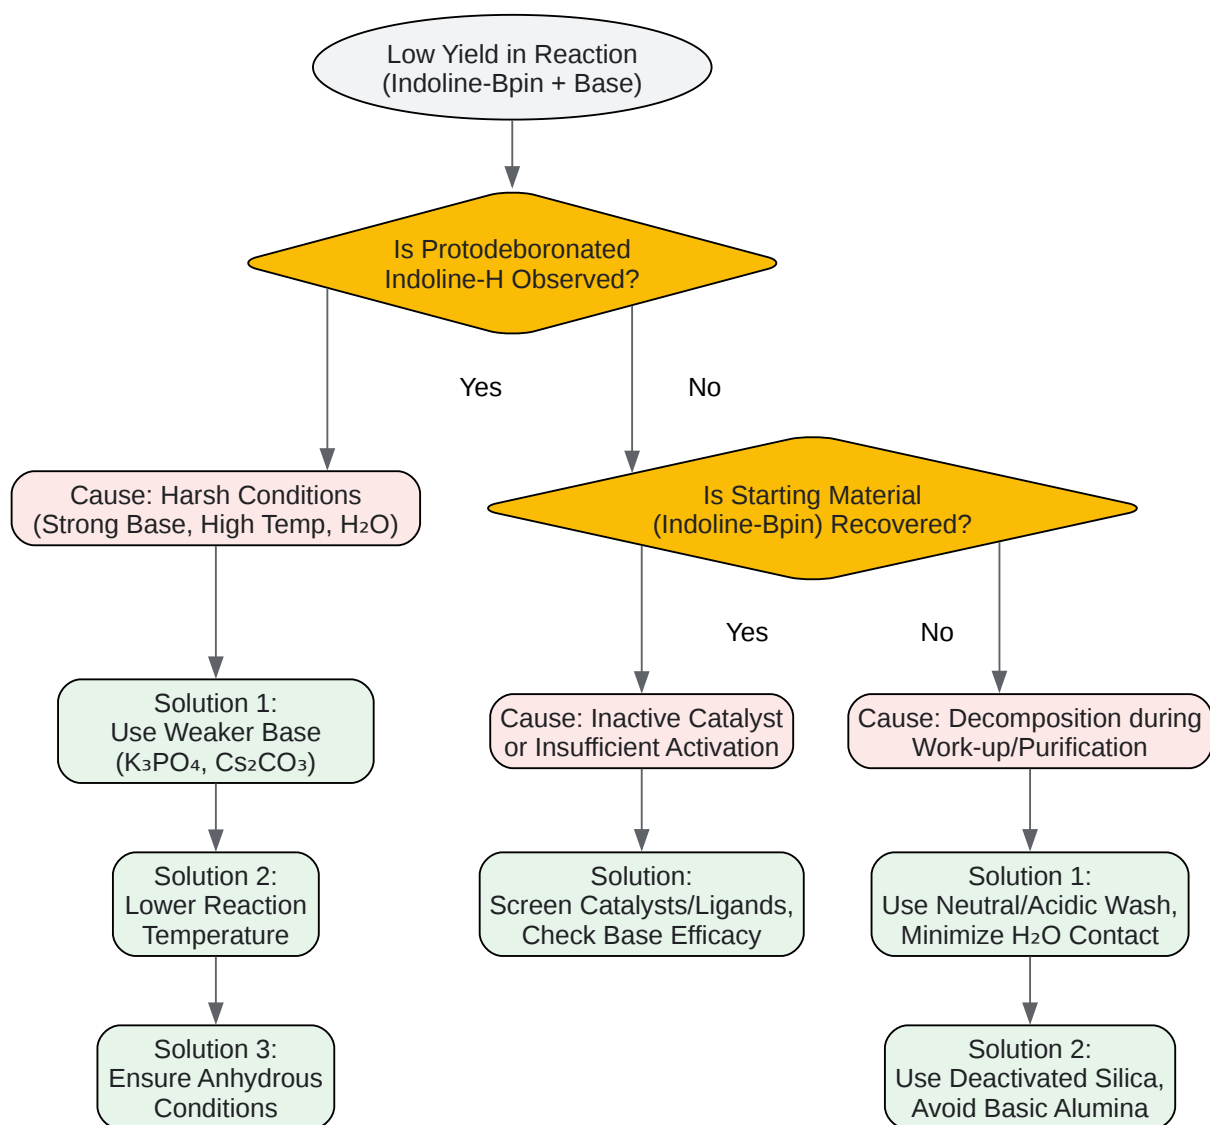 Low Yield in Reaction
(Indoline-Bpin + Base)
Is Protodeboronated
Indoline-H Observed?
Yes
No
Cause: Harsh Conditions
(Strong Base, High Temp, H₂O)
Is Starting Material
(Indoline-Bpin) Recovered?
Yes
No
Solution 1:
Use Weaker Base
(K₃PO₄, Cs₂CO₃)
Cause: Inactive Catalyst
or Insufficient Activation
Cause: Decomposition during
Work-up/Purification
Solution 2:
Lower Reaction
Temperature
Solution:
Screen Catalysts/Ligands,
Check Base Efficacy
Solution 1:
Use Neutral/Acidic Wash,
Minimize H₂O Contact
Solution 3:
Ensure Anhydrous
Conditions
Solution 2:
Use Deactivated Silica,
Avoid Basic Alumina